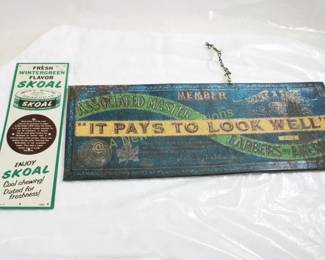 FRESH
WINTERGREEN
FLAVOR
SKOAL
SKOAL
ENJOY
SKOAL
Cool chewing!
Dated for
freshness!
MEMBER
ASSOCIATED MASTER
"IT PAYS TO LOOK WELL"
BARBERS